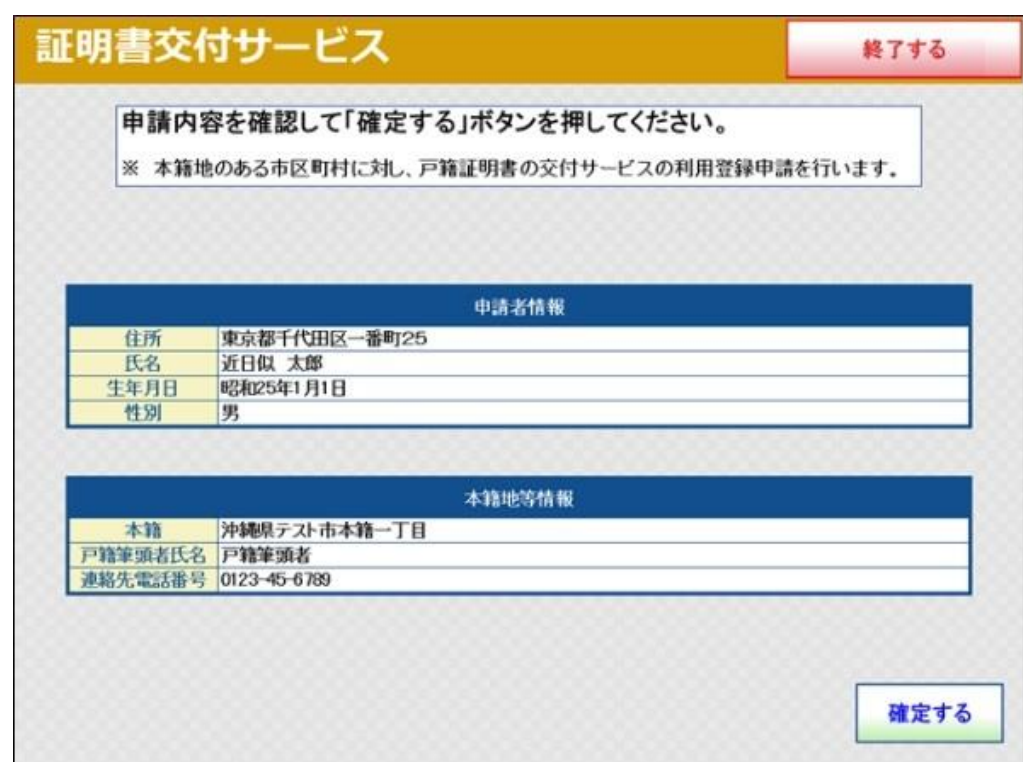 証明書交付サービス
終了する
申請内容を確認して「確定する」ボタンを押してください。
※ 本籍地のある市区町村に対し、戸籍証明書の交付サービスの利用登録申請を行います。
申請者情報
住所 東京都千代田区一番町25
氏名 近日似 太郎
生年月日 昭和25年1月1日
性別 男
本籍地等情報
本籍 沖縄県テスト市本籍一丁目
戸籍筆頭者氏名 戸籍筆頭者
連絡先電話番号 0123-45-6789
確定する